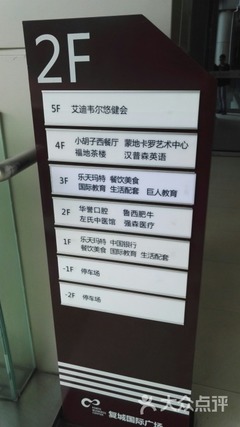 2F
5F 艾迪韦尔悠健会
4F 小胡子西餐厅 蒙地卡罗艺术中心
福地茶楼 汉普森英语
3F 乐天玛特 餐饮美食
国际教育 生活配套 巨人教育
2F 华誉口腔 鲁西肥牛
左氏中医馆 强森医疗
1F 乐天玛特 中国银行
餐饮美食 国际教育 生活配套
-1F 停车场
-2F 停车场
复城国际广场
大众点评